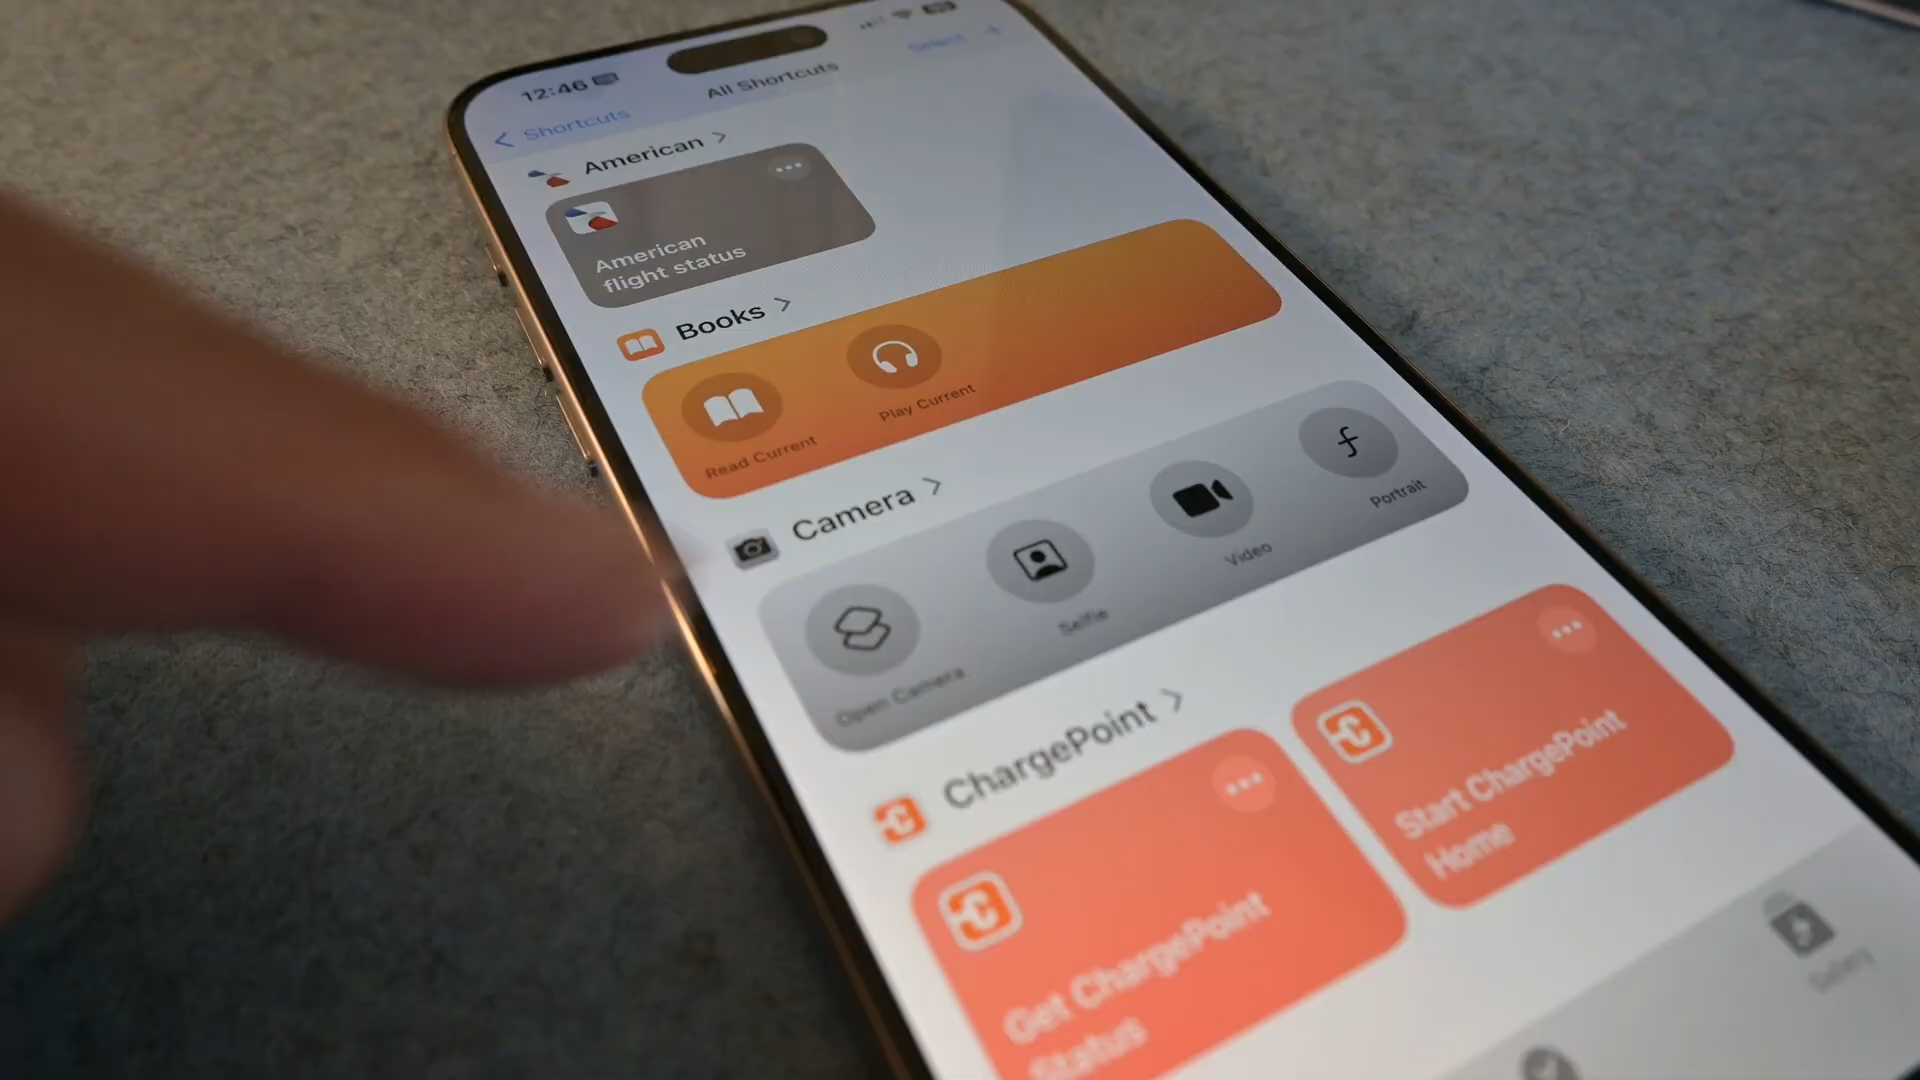 12:46
Select +
Shortcuts
All Shortcuts
American
American
flight status
Books
Read Current
Play Current
Camera
Open Camera
Selfie
Video
Portrait
ChargePoint
Get ChargePoint
Status
Start ChargePoint
Home
Gallery